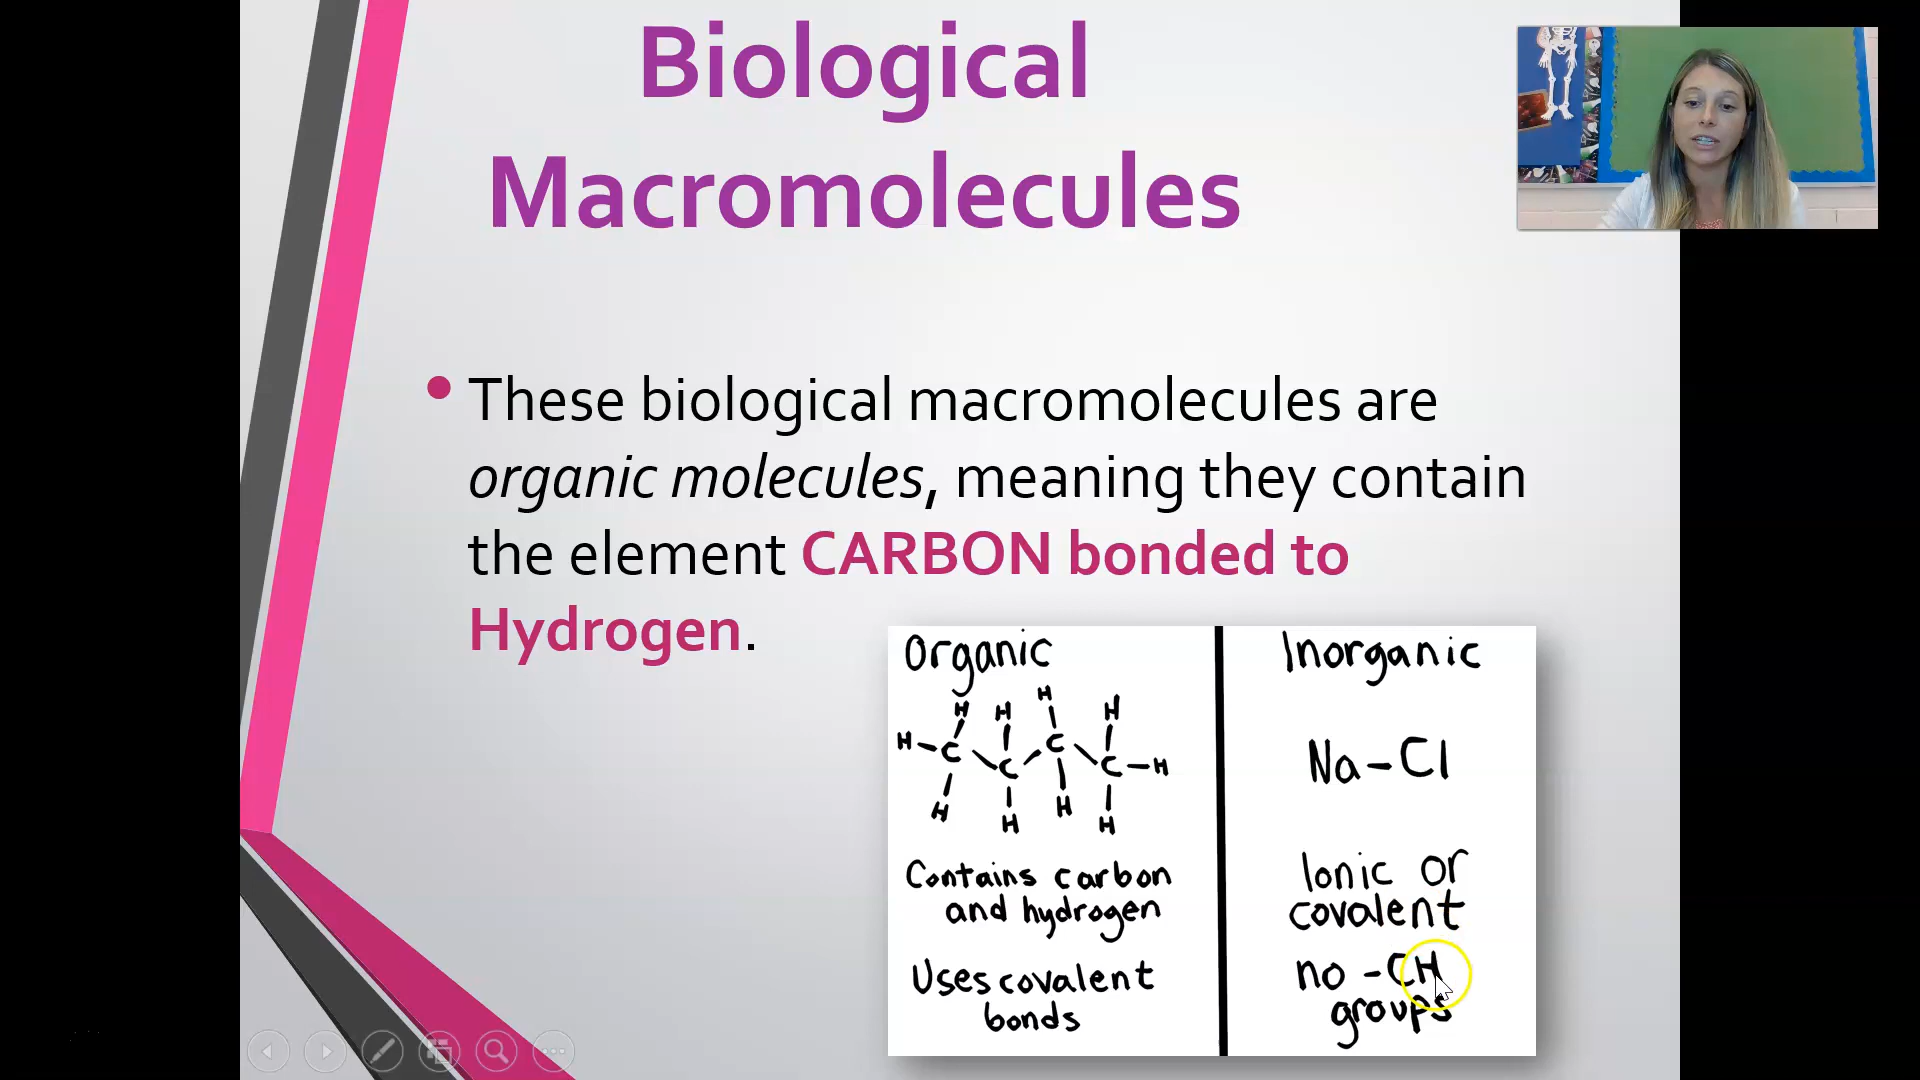 Biological
Macromolecules
• These biological macromolecules are
organic molecules, meaning they contain
the element CARBON bonded to
Hydrogen.
Organic
H H H H
H-C-C-C-C-H
H H H H
Contains carbon
and hydrogen
Uses covalent
bonds
Inorganic
Na-Cl
Ionic or
covalent
no -CH
groups